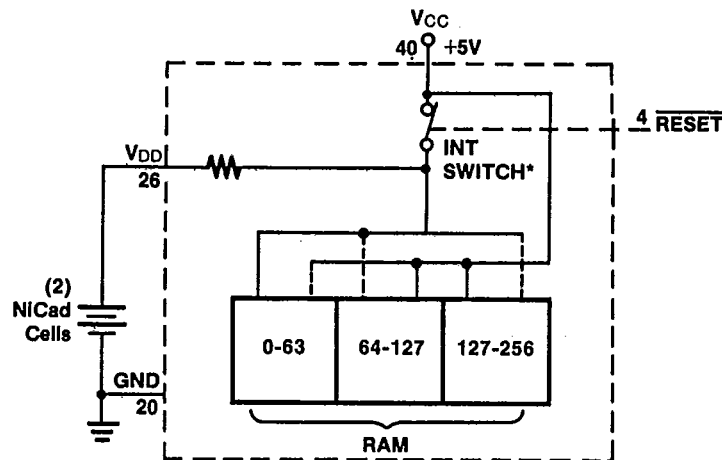 VCC
40 +5V
4 RESET
INT
SWITCH*
VDD
26
(2)
NiCad
Cells
0-63 64-127 127-256
GND
20
RAM